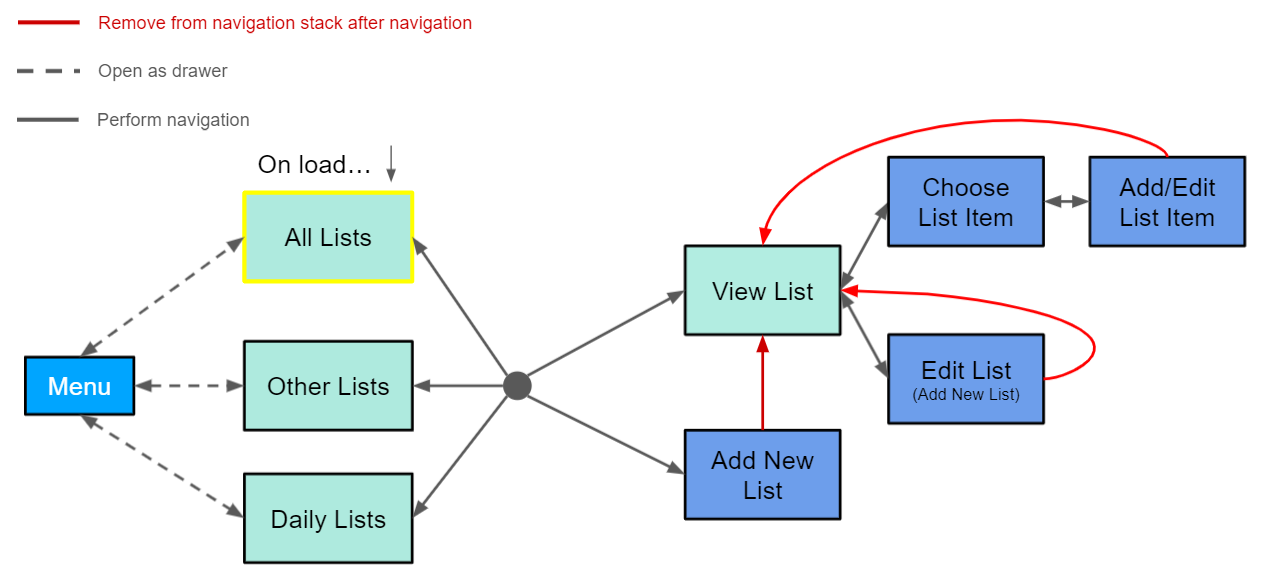 Remove from navigation stack after navigation
Open as drawer
Perform navigation
On load…
All Lists
Menu
Other Lists
Daily Lists
View List
Add New
List
Choose
List Item
Add/Edit
List Item
Edit List
(Add New List)